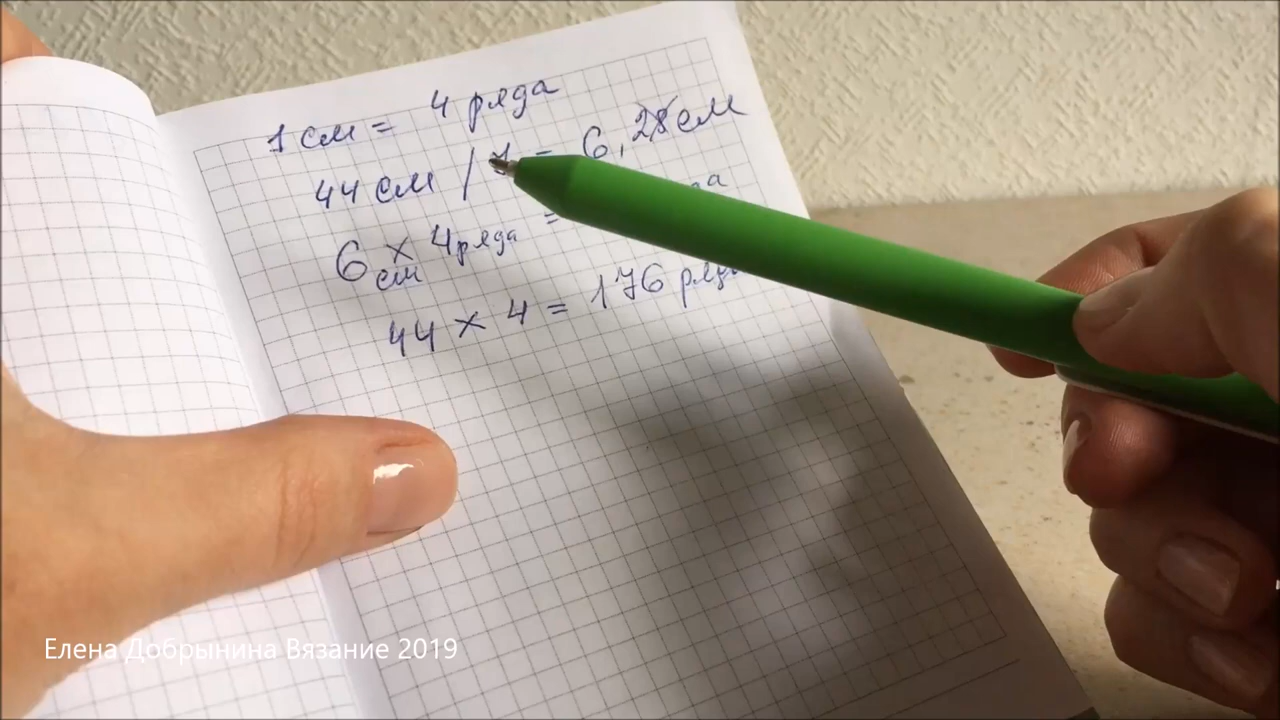 1 см = 4 ряда
44 см / = 6,28 см
6 см × 4 ряда =
44 × 4 = 176
Елена Добрынина Вязание 2019